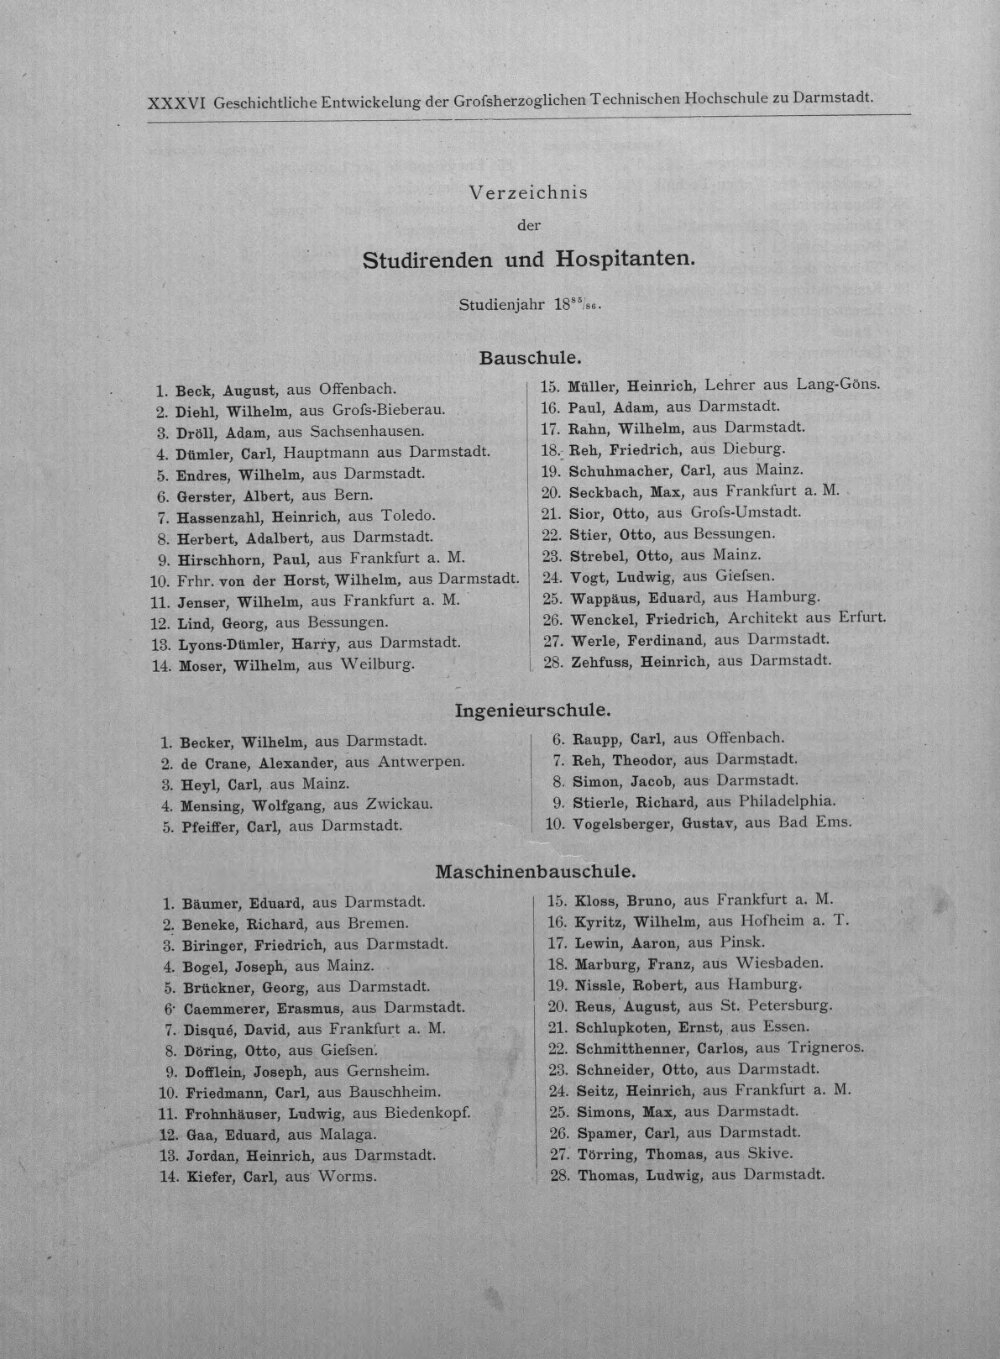 XXXVI Geschichtliche Entwickelung der Groſsherzoglichen Technischen Hochschule zu Darmstadt.
Verzeichnis
der
Studirenden und Hospitanten.
Studienjahr 18⁸⁵/₈₆.
Bauschule.
1. Beck, August, aus Offenbach.
2. Diehl, Wilhelm, aus Groſs-Bieberau.
3. Dröll, Adam, aus Sachsenhausen.
4. Dümler, Carl, Hauptmann aus Darmstadt.
5. Endres, Wilhelm, aus Darmstadt.
6. Gerster, Albert, aus Bern.
7. Hassenzahl, Heinrich, aus Toledo.
8. Herbert, Adalbert, aus Darmstadt.
9. Hirschhorn, Paul, aus Frankfurt a. M.
10. Frhr. von der Horst, Wilhelm, aus Darmstadt.
11. Jenser, Wilhelm, aus Frankfurt a. M.
12. Lind, Georg, aus Bessungen.
13. Lyons-Dümler, Harry, aus Darmstadt.
14. Moser, Wilhelm, aus Weilburg.
15. Müller, Heinrich, Lehrer aus Lang-Göns.
16. Paul, Adam, aus Darmstadt.
17. Rahn, Wilhelm, aus Darmstadt.
18. Reh, Friedrich, aus Dieburg.
19. Schuhmacher, Carl, aus Mainz.
20. Seckbach, Max, aus Frankfurt a. M.
21. Sior, Otto, aus Groſs-Umstadt.
22. Stier, Otto, aus Bessungen.
23. Strebel, Otto, aus Mainz.
24. Vogt, Ludwig, aus Gieſsen.
25. Wappäus, Eduard, aus Hamburg.
26. Wenckel, Friedrich, Architekt aus Erfurt.
27. Werle, Ferdinand, aus Darmstadt.
28. Zehfuss, Heinrich, aus Darmstadt.
Ingenieurschule.
1. Becker, Wilhelm, aus Darmstadt.
2. de Crane, Alexander, aus Antwerpen.
3. Heyl, Carl, aus Mainz.
4. Mensing, Wolfgang, aus Zwickau.
5. Pfeiffer, Carl, aus Darmstadt.
6. Raupp, Carl, aus Offenbach.
7. Reh, Theodor, aus Darmstadt.
8. Simon, Jacob, aus Darmstadt.
9. Stierle, Richard, aus Philadelphia.
10. Vogelsberger, Gustav, aus Bad Ems.
Maschinenbauschule.
1. Bäumer, Eduard, aus Darmstadt.
2. Beneke, Richard, aus Bremen.
3. Biringer, Friedrich, aus Darmstadt.
4. Bogel, Joseph, aus Mainz.
5. Brückner, Georg, aus Darmstadt.
6. Caemmerer, Erasmus, aus Darmstadt.
7. Disqué, David, aus Frankfurt a. M.
8. Döring, Otto, aus Gieſsen.
9. Dofflein, Joseph, aus Gernsheim.
10. Friedmann, Carl, aus Bauschheim.
11. Frohnhäuser, Ludwig, aus Biedenkopf.
12. Gaa, Eduard, aus Malaga.
13. Jordan, Heinrich, aus Darmstadt.
14. Kiefer, Carl, aus Worms.
15. Kloss, Bruno, aus Frankfurt a. M.
16. Kyritz, Wilhelm, aus Hofheim a. T.
17. Lewin, Aaron, aus Pinsk.
18. Marburg, Franz, aus Wiesbaden.
19. Nissle, Robert, aus Hamburg.
20. Reus, August, aus St. Petersburg.
21. Schlupkoten, Ernst, aus Essen.
22. Schmitthenner, Carlos, aus Trigneros.
23. Schneider, Otto, aus Darmstadt.
24. Seitz, Heinrich, aus Frankfurt a. M.
25. Simons, Max, aus Darmstadt.
26. Spamer, Carl, aus Darmstadt.
27. Törring, Thomas, aus Skive.
28. Thomas, Ludwig, aus Darmstadt.